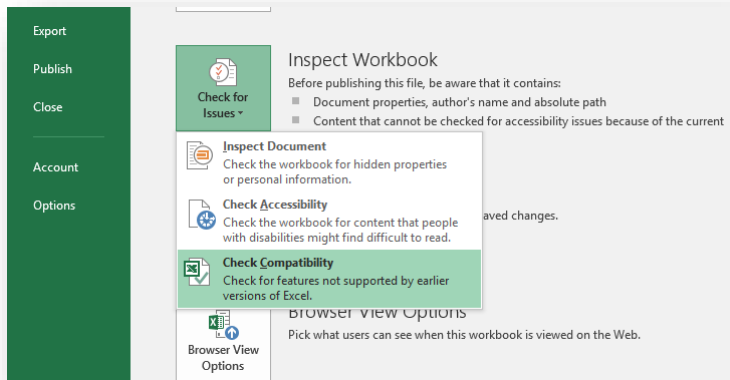 Export
Publish
Close
Account
Options
Inspect Workbook
Before publishing this file, be aware that it contains:
Document properties, author's name and absolute path
Content that cannot be checked for accessibility issues because of the current
Check for
Issues
Inspect Document
Check the workbook for hidden properties
or personal information.
Check Accessibility
Check the workbook for content that people
with disabilities might find difficult to read.
Check Compatibility
Check for features not supported by earlier
versions of Excel.
changes.
Browser View Options
Pick what users can see when this workbook is viewed on the Web.
Browser View
Options